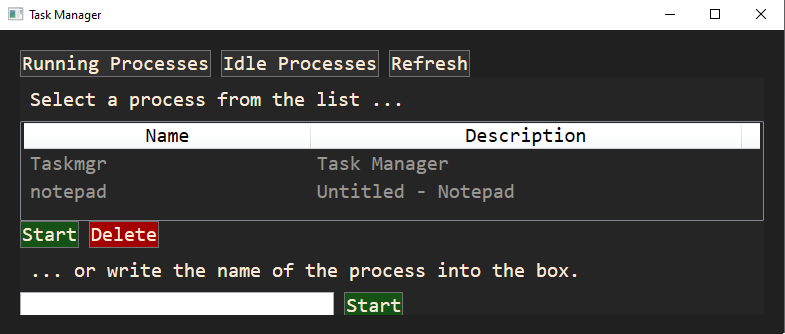 Task Manager
Running Processes Idle Processes Refresh
Select a process from the list ...
Name Description
Taskmgr Task Manager
notepad Untitled - Notepad
Start Delete
... or write the name of the process into the box.
Start